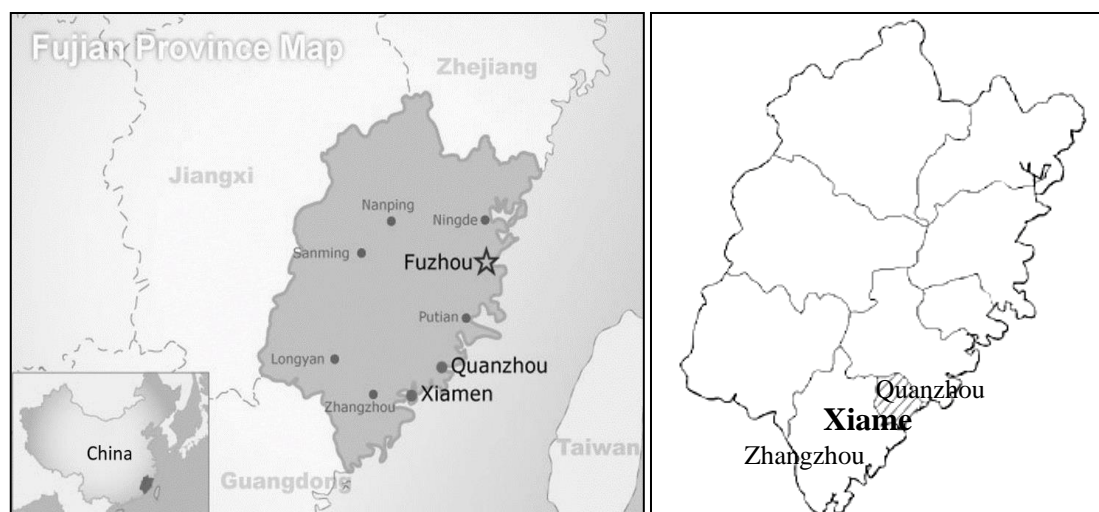 Fujian Province Map
Zhejiang
Jiangxi
Nanping
Ningde
Sanming
Fuzhou
Putian
Longyan
Quanzhou
Xiamen
Zhangzhou
Taiwan
China
Guangdong
Quanzhou
Xiame
Zhangzhou